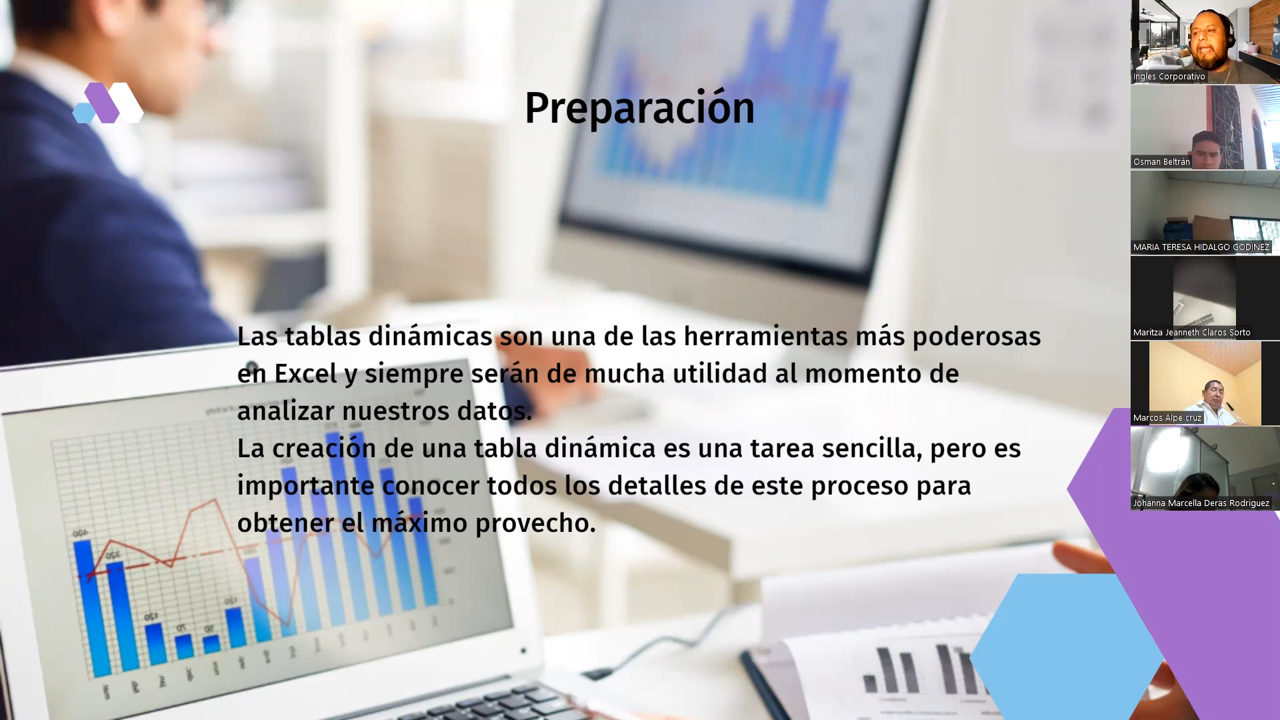 Preparación
Las tablas dinámicas son una de las herramientas más poderosas
en Excel y siempre serán de mucha utilidad al momento de
analizar nuestros datos.
La creación de una tabla dinámica es una tarea sencilla, pero es
importante conocer todos los detalles de este proceso para
obtener el máximo provecho.
Ingles Corporativo
Osman Beltrán
MARIA TERESA HIDALGO GODINEZ
Maritza Jeanneth Claros Sorto
Marcos Alpe cruz
Johanna Marcella Deras Rodriguez